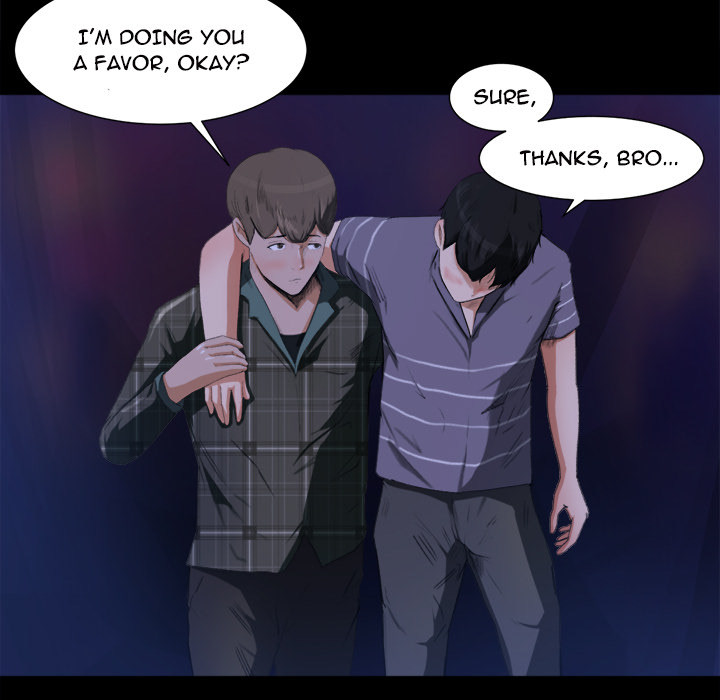 I'M DOING YOU
A FAVOR, OKAY?
SURE,
THANKS, BRO...